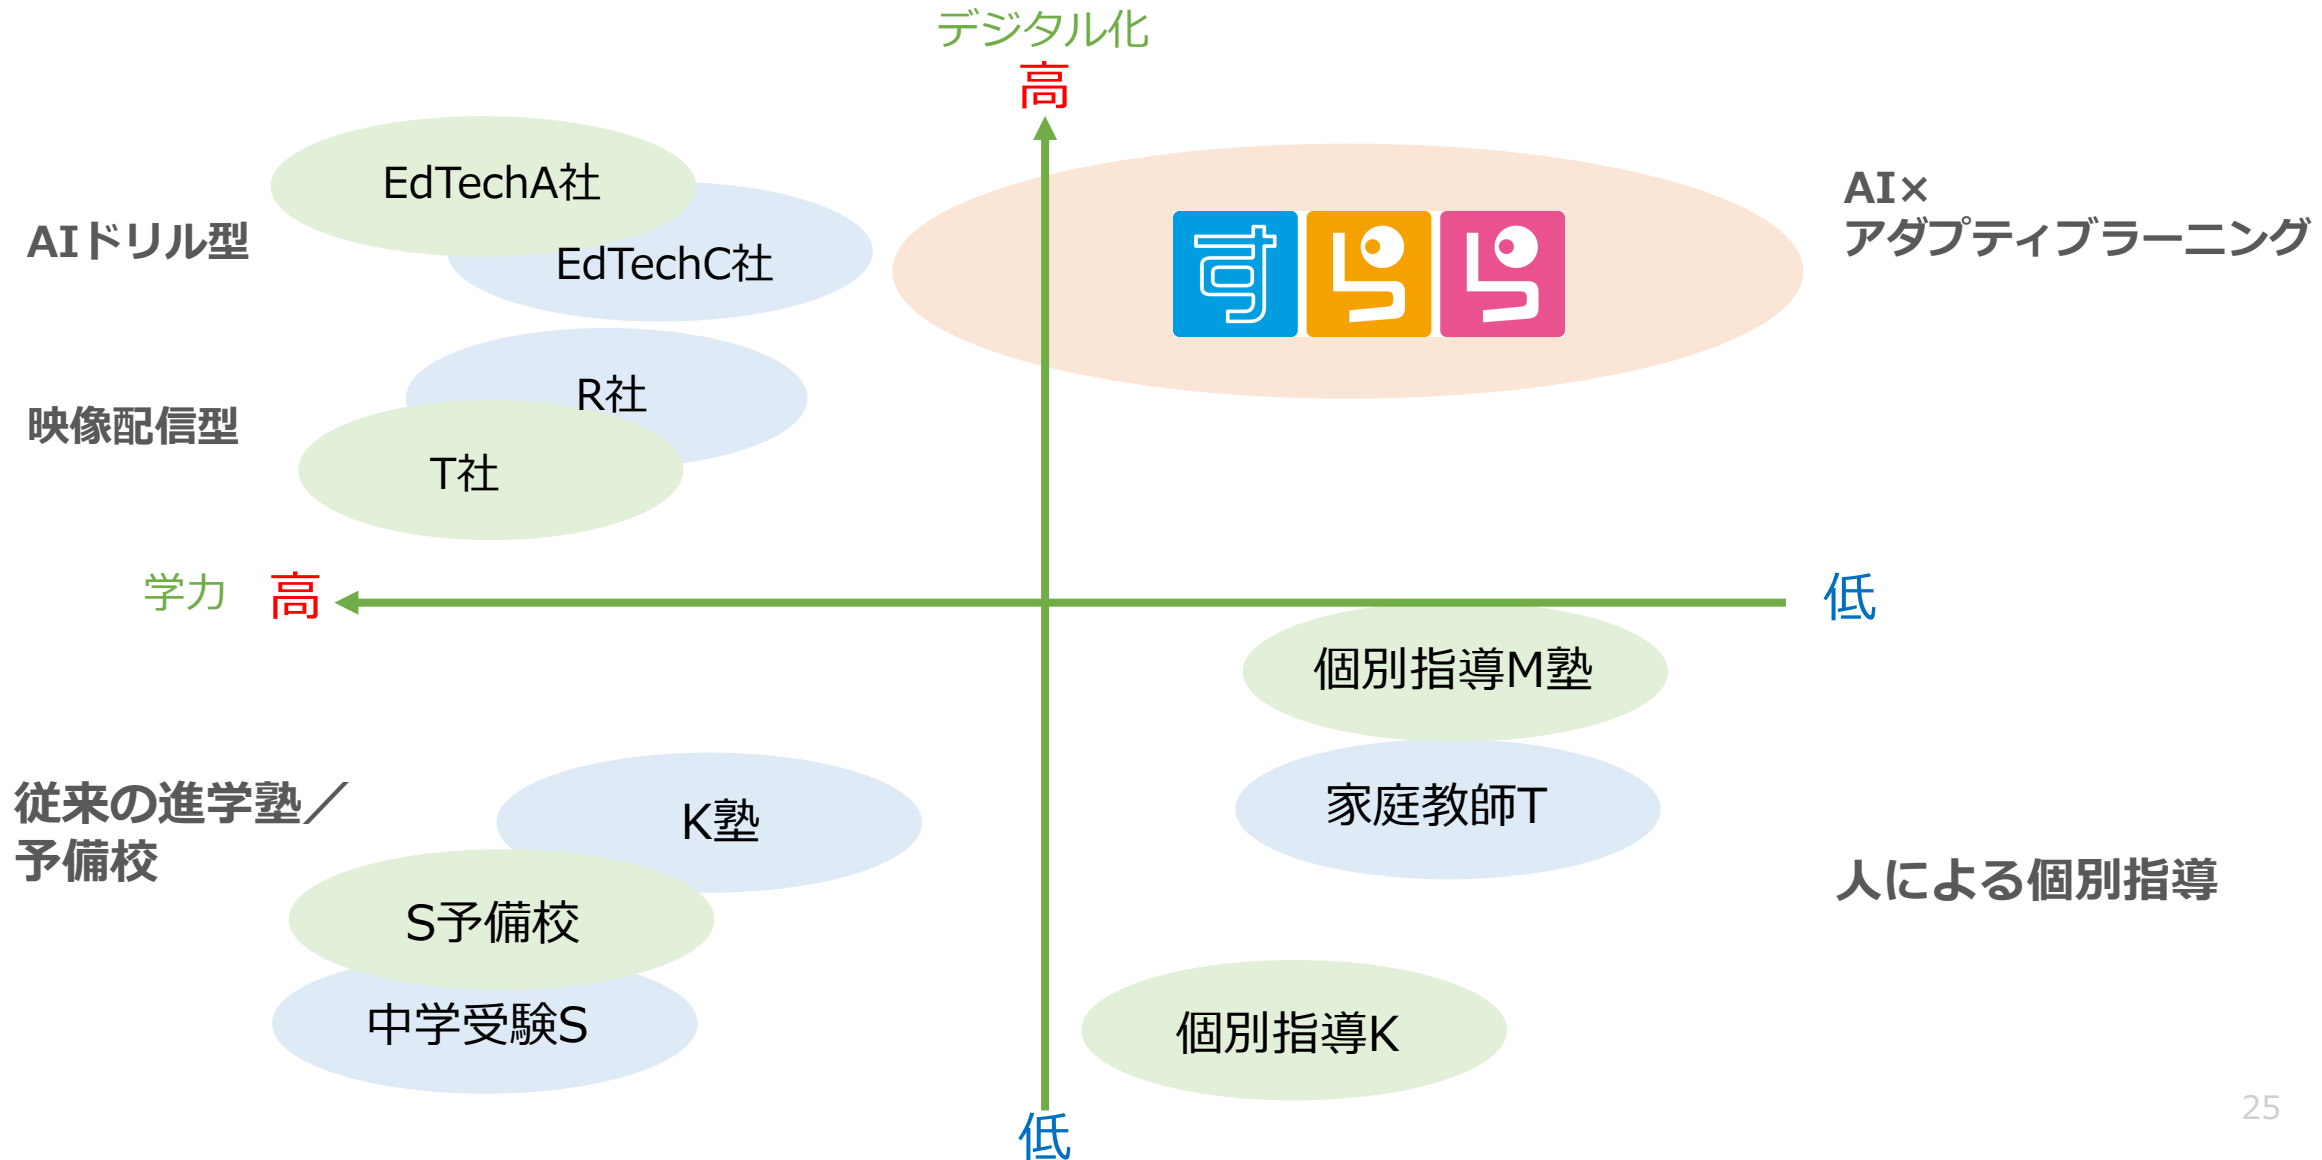 デジタル化
高
EdTechA社
EdTechC社
AIドリル型
すらら
AI×
アダプティブラーニング
R社
T社
映像配信型
学力
高
低
個別指導M塾
家庭教師T
従来の進学塾／
予備校
K塾
S予備校
中学受験S
人による個別指導
個別指導K
低
25